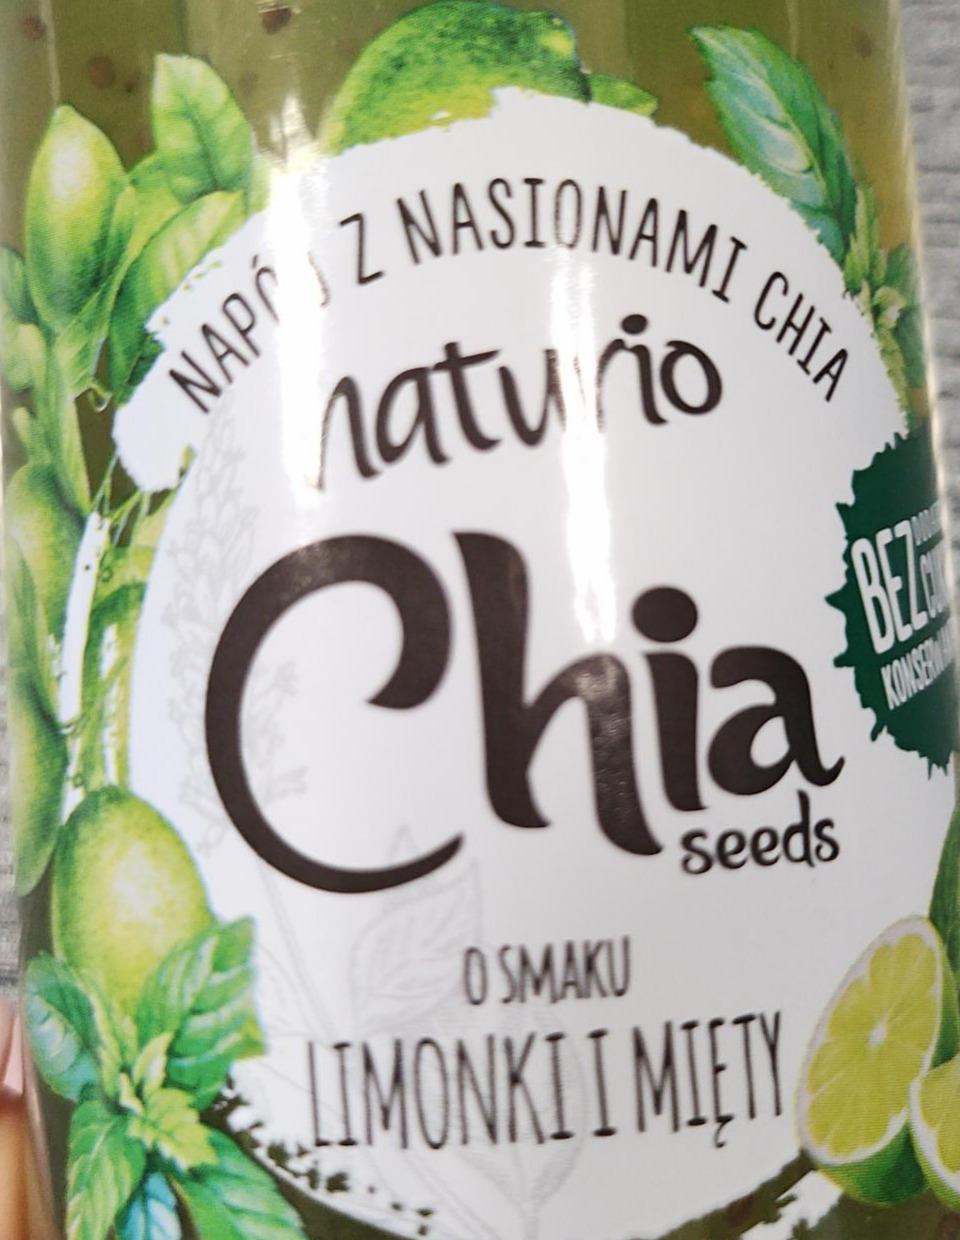 NAPÓJ Z NASIONAMI CHIA
naturio
Chia
seeds
O SMAKU
LIMONKI I MIĘTY
BEZ